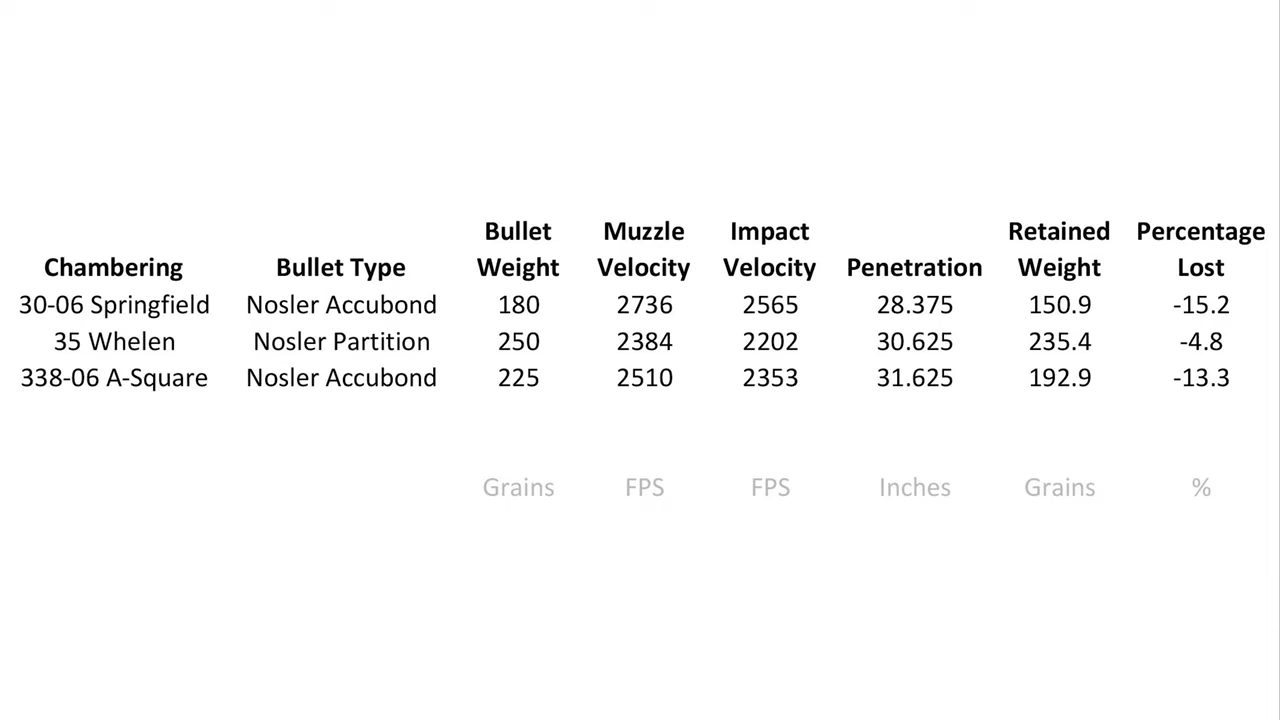 Bullet Muzzle Impact Retained Percentage
Chambering Bullet Type Weight Velocity Velocity Penetration Weight Lost
30-06 Springfield Nosler Accubond 180 2736 2565 28.375 150.9 -15.2
35 Whelen Nosler Partition 250 2384 2202 30.625 235.4 -4.8
338-06 A-Square Nosler Accubond 225 2510 2353 31.625 192.9 -13.3
Grains FPS FPS Inches Grains %